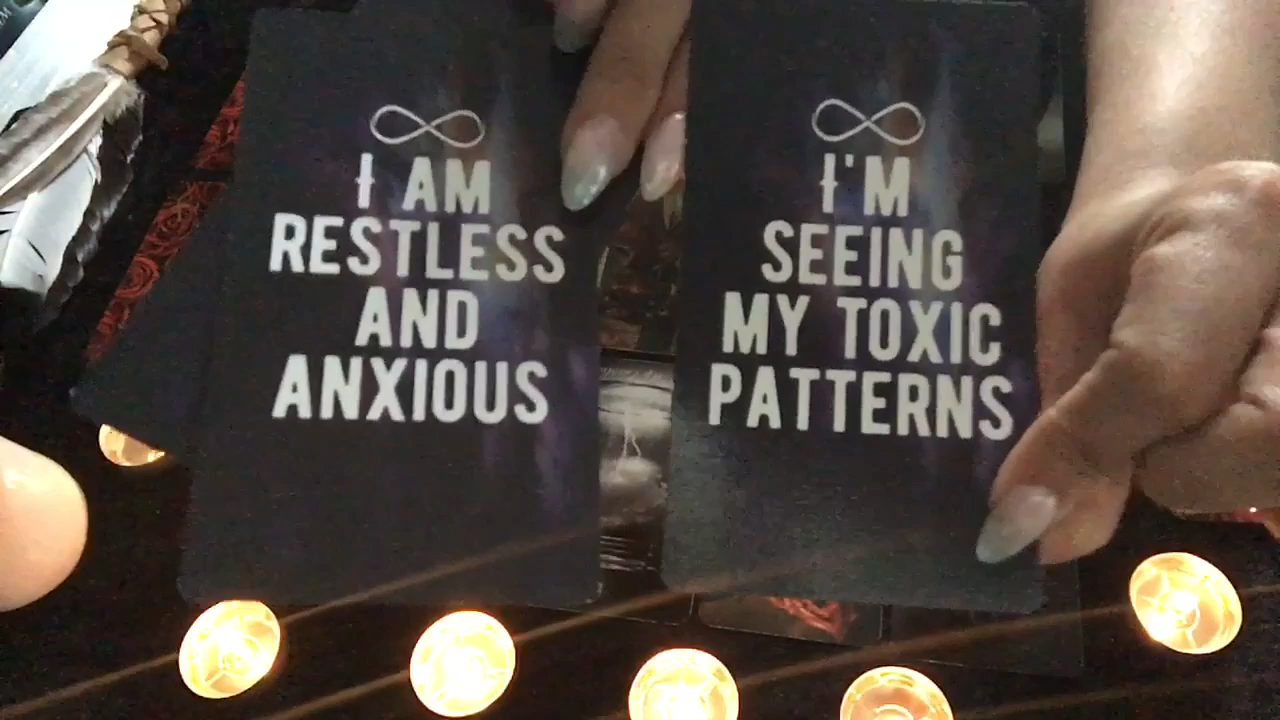 I AM
RESTLESS
AND
ANXIOUS
I'M
SEEING
MY TOXIC
PATTERNS